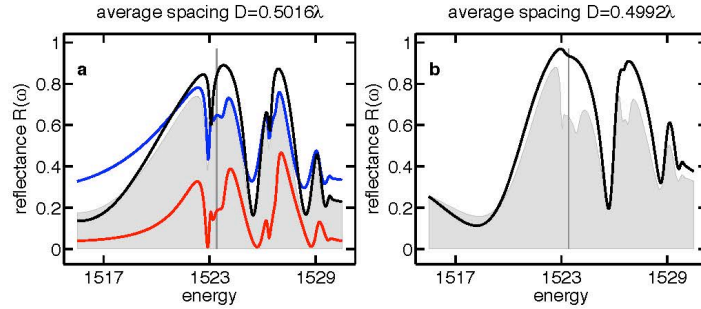 average spacing D=0.5016λ
average spacing D=0.4992λ
a
b
reflectance R(ω)
1
0.8
0.6
0.4
0.2
0
1517
1523
1529
energy
reflectance R(ω)
1
0.8
0.6
0.4
0.2
0
1517
1523
1529
energy